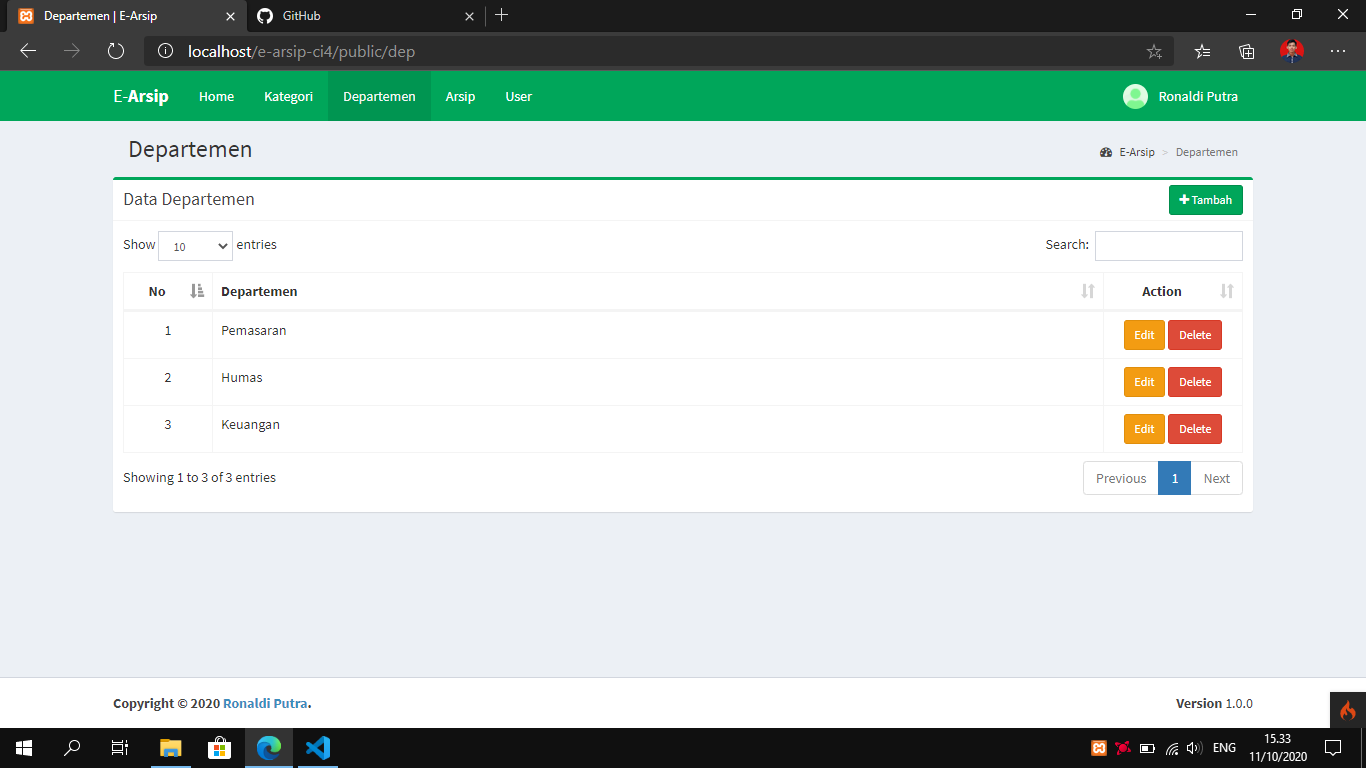 Departemen | E-Arsip
GitHub
localhost/e-arsip-ci4/public/dep
E-Arsip Home Kategori Departemen Arsip User Ronaldi Putra
Departemen
E-Arsip > Departemen
Data Departemen
Tambah
Show 10 entries
Search:
No Departemen Action
1 Pemasaran Edit Delete
2 Humas Edit Delete
3 Keuangan Edit Delete
Showing 1 to 3 of 3 entries
Previous 1 Next
Copyright © 2020 Ronaldi Putra.
Version 1.0.0
ENG
15.33
11/10/2020